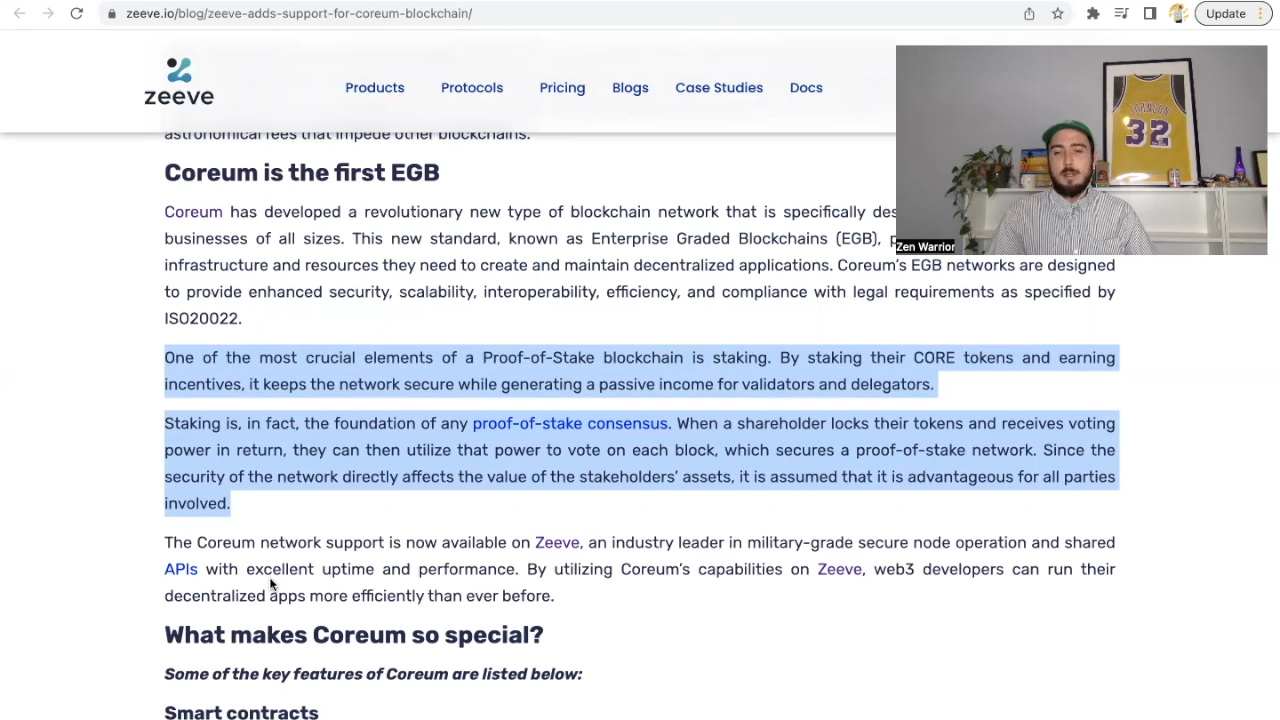 zeeve.io/blog/zeeve-adds-support-for-coreum-blockchain/
Update
zeeve
Products Protocols Pricing Blogs Case Studies Docs
astronomical fees that impede other blockchains.
Coreum is the first EGB
Coreum has developed a revolutionary new type of blockchain network that is specifically
businesses of all sizes. This new standard, known as Enterprise Graded Blockchains (EGB),
infrastructure and resources they need to create and maintain decentralized applications. Coreum's EGB networks are designed
to provide enhanced security, scalability, interoperability, efficiency, and compliance with legal requirements as specified by
ISO20022.
One of the most crucial elements of a Proof-of-Stake blockchain is staking. By staking their CORE tokens and earning
incentives, it keeps the network secure while generating a passive income for validators and delegators.
Staking is, in fact, the foundation of any proof-of-stake consensus. When a shareholder locks their tokens and receives voting
power in return, they can then utilize that power to vote on each block, which secures a proof-of-stake network. Since the
security of the network directly affects the value of the stakeholders' assets, it is assumed that it is advantageous for all parties
involved.
The Coreum network support is now available on Zeeve, an industry leader in military-grade secure node operation and shared
APIs with excellent uptime and performance. By utilizing Coreum's capabilities on Zeeve, web3 developers can run their
decentralized apps more efficiently than ever before.
What makes Coreum so special?
Some of the key features of Coreum are listed below:
Smart contracts
32
Zen Warrior